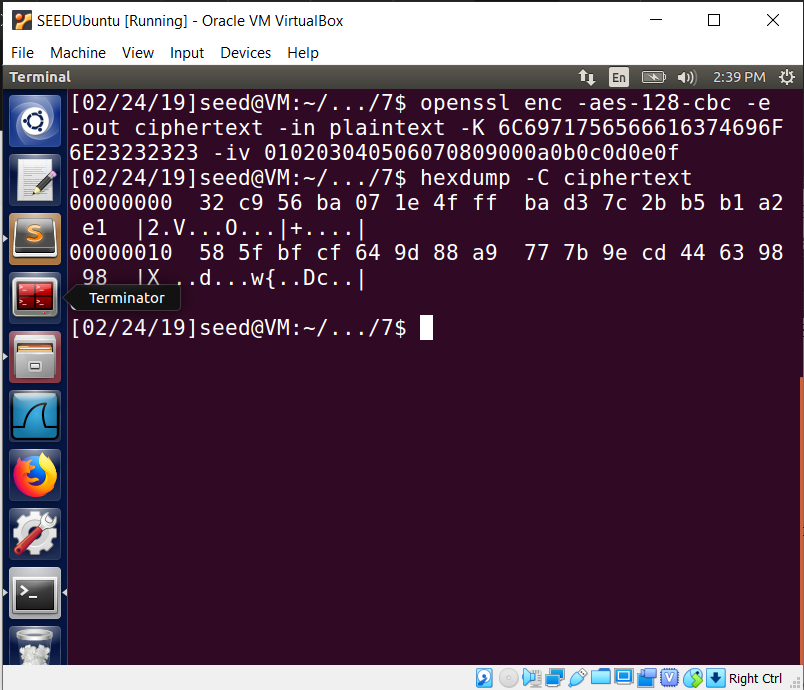 SEEDUbuntu [Running] - Oracle VM VirtualBox
File Machine View Input Devices Help
Terminal En 2:39 PM
[02/24/19]seed@VM:~/.../7$ openssl enc -aes-128-cbc -e
-out ciphertext -in plaintext -K 6C6971756566616374696F
6E23232323 -iv 010203040506070809000a0b0c0d0e0f
[02/24/19]seed@VM:~/.../7$ hexdump -C ciphertext
00000000  32 c9 56 ba 07 1e 4f ff  ba d3 7c 2b b5 b1 a2
 e1  |2.V...O...|+....|
00000010  58 5f bf cf 64 9d 88 a9  77 7b 9e cd 44 63 98
 98  |X ..d...w{..Dc..|
Terminator
[02/24/19]seed@VM:~/.../7$
Right Ctrl